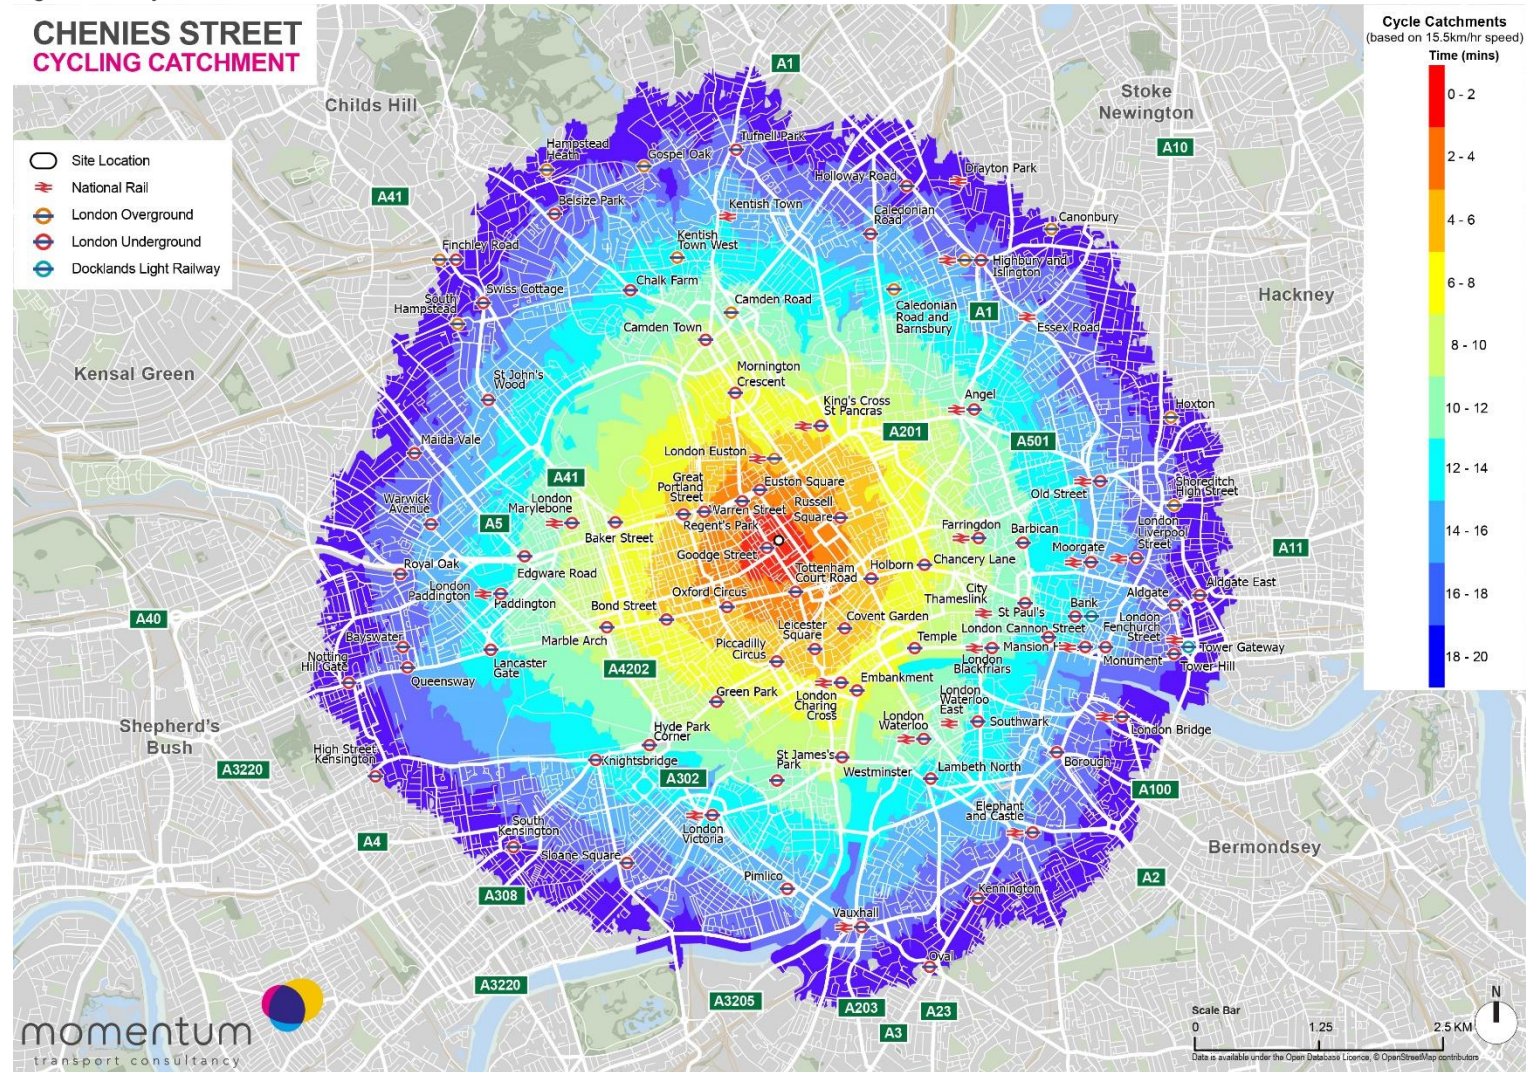 CHENIES STREET
CYCLING CATCHMENT
Site Location
National Rail
London Overground
London Underground
Docklands Light Railway
Cycle Catchments
(based on 15.5km/hr speed)
Time (mins)
0 - 2
2 - 4
4 - 6
6 - 8
8 - 10
10 - 12
12 - 14
14 - 16
16 - 18
18 - 20
A1
Childs Hill
Stoke
Newington
A10
Tufnell Park
Hampstead
Heath
Gospel Oak
Drayton Park
Holloway Road
A41
Belsize Park
Kentish Town
Caledonian
Road
Canonbury
Finchley Road
Kentish
Town West
Highbury and
Islington
Chalk Farm
Swiss Cottage
South
Hampstead
Camden Road
Caledonian
Road and
Barnsbury
A1
Hackney
Essex Road
Camden Town
Kensal Green
St John's
Wood
Mornington
Crescent
Angel
King's Cross
St Pancras
Hoxton
A201
A501
Maida Vale
London Euston
A41
Great
Portland
Street
Euston Square
Russell
Square
Old Street
Shoreditch
High Street
Warwick
Avenue
London
Marylebone
Warren Street
Regent's Park
A5
Baker Street
Farringdon
Barbican
London
Liverpool
Street
Moorgate
A11
Goodge Street
Royal Oak
Edgware Road
Tottenham
Court Road
Holborn
Chancery Lane
London
Paddington
Paddington
City
Thameslink
Aldgate East
Aldgate
A40
Bond Street
Oxford Circus
St Paul's
Bank
Marble Arch
Leicester
Square
Covent Garden
London Cannon Street
London
Fenchurch
Street
Bayswater
Temple
Mansion H
Monument
Tower Gateway
Tower Hill
Notting
Hill Gate
Queensway
Lancaster
Gate
A4202
Piccadilly
Circus
London
Blackfriars
Green Park
London
Charing
Cross
Embankment
London
Waterloo
East
London
Waterloo
Southwark
London Bridge
Shepherd's
Bush
Hyde Park
Corner
High Street
Kensington
Knightsbridge
A3220
A302
St James's
Park
Westminster
Lambeth North
Borough
A100
Elephant
and Castle
London
Victoria
A4
South
Kensington
Sloane Square
Bermondsey
Pimlico
A2
A308
Kennington
Vauxhall
Oval
A3220
A3205
A203
A23
A3
momentum
transport consultancy
N
Scale Bar
0
1.25
2.5 KM
Data is available under the Open Database Licence, © OpenStreetMap contributors